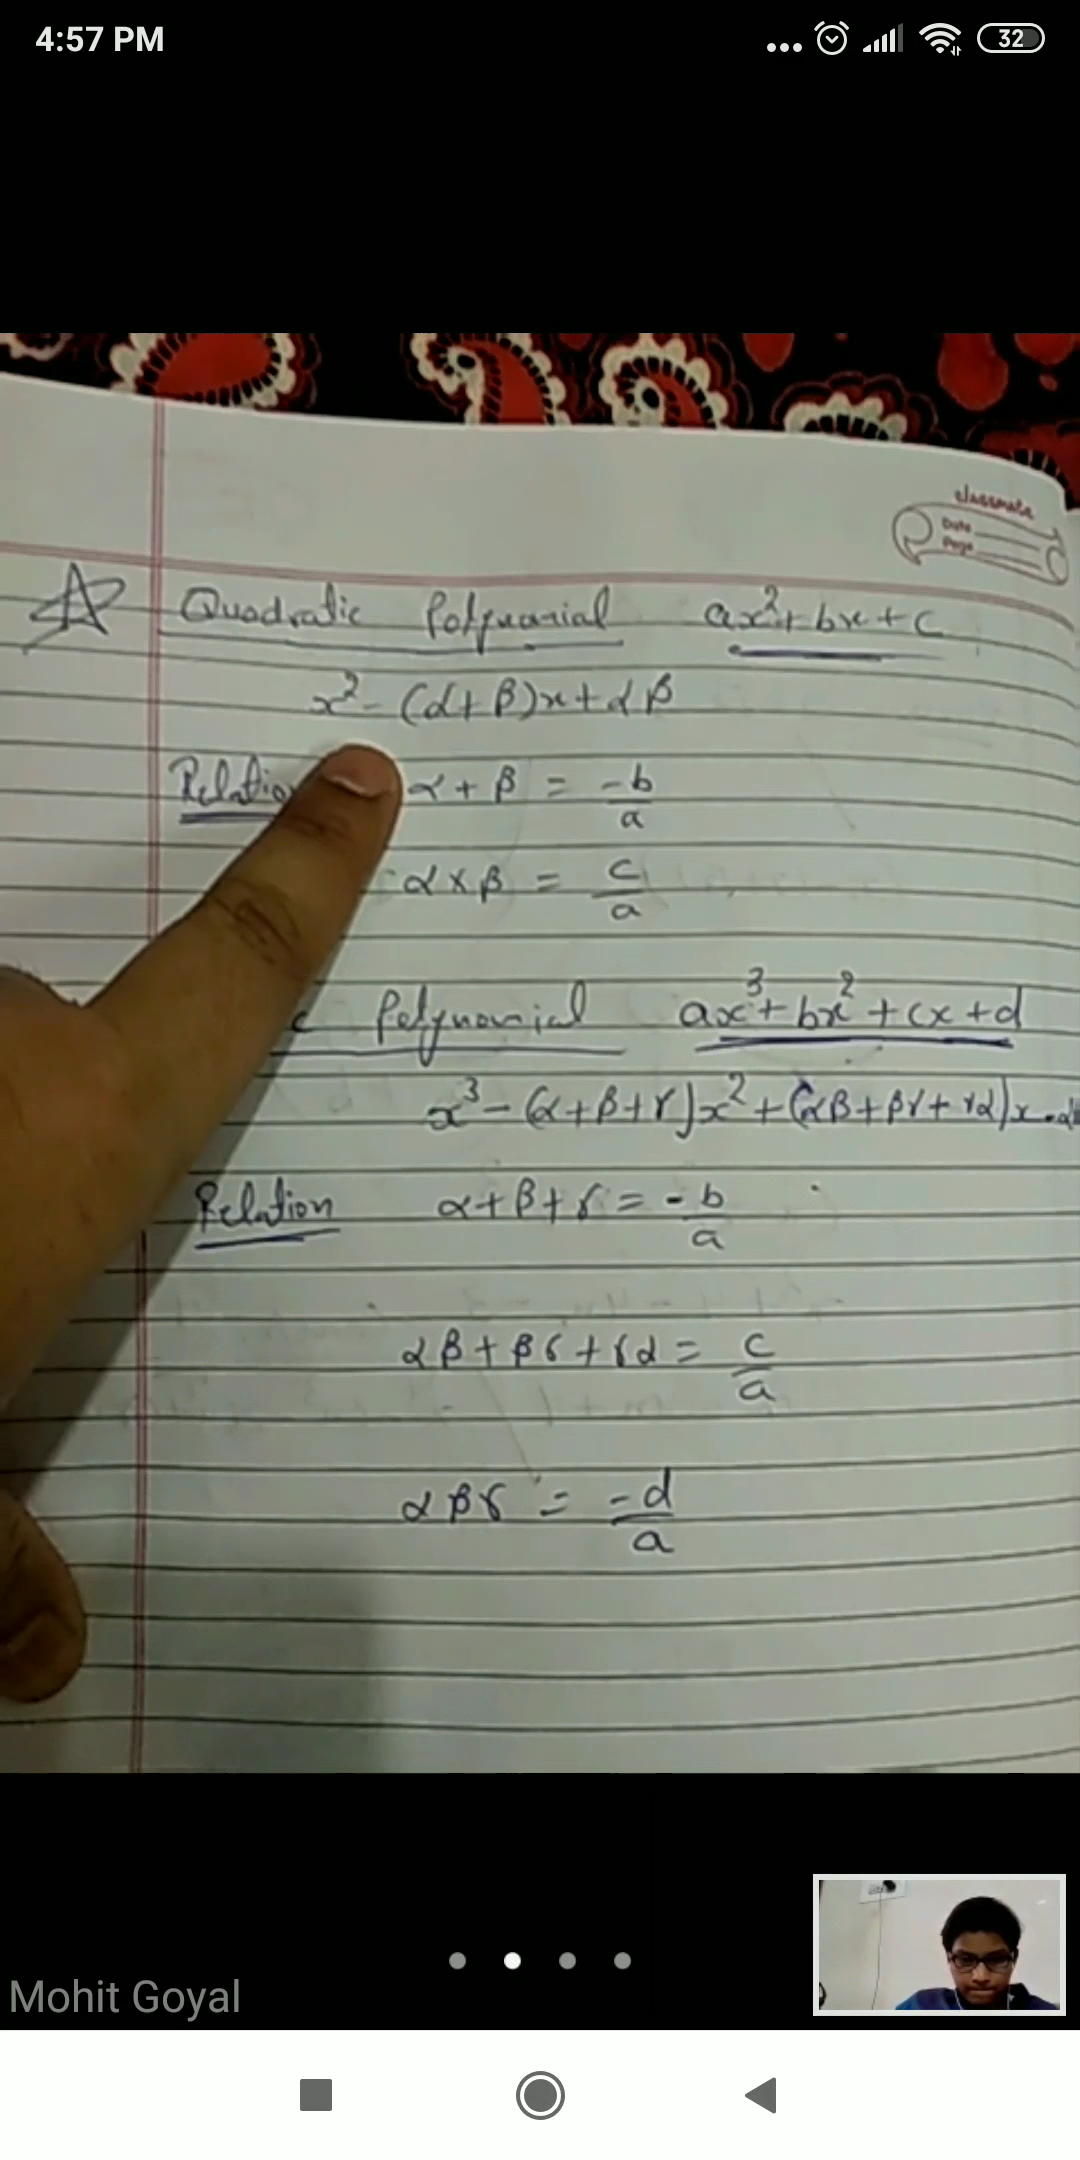 4:57 PM
32
classmate
Date
Page
Quadratic Polynomial ax²+bx+c
x² - (α+β)x+αβ
Relatio α + β = -b/a
α × β = c/a
c Polynomial ax³+bx²+cx+d
x³ - (α+β+γ)x²+(αβ+βγ+γα)x-α
Relation α+β+γ = -b/a
αβ+βγ+γα = c/a
αβγ = -d/a
Mohit Goyal